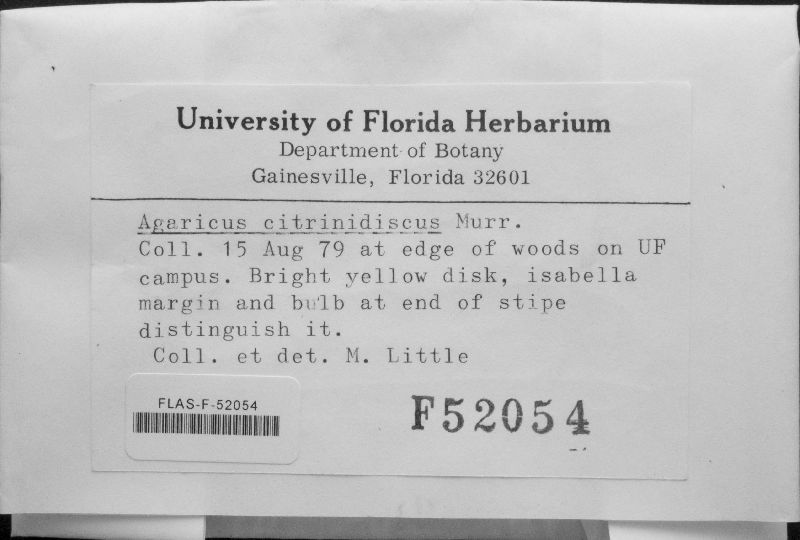 University of Florida Herbarium
Department of Botany
Gainesville, Florida 32601
Agaricus citrinidiscus Murr.
Coll. 15 Aug 79 at edge of woods on UF
campus. Bright yellow disk, isabella
margin and bulb at end of stipe
distinguish it.
Coll. et det. M. Little
FLAS-F-52054
F52054